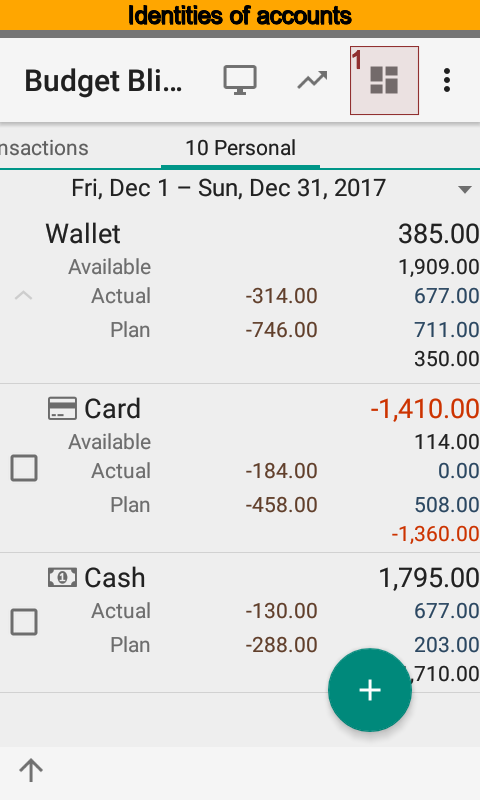 Identities of accounts
Budget Bli...
1
nsactions
10 Personal
Fri, Dec 1 – Sun, Dec 31, 2017
Wallet 385.00
Available 1,909.00
Actual -314.00 677.00
Plan -746.00 711.00
350.00
Card -1,410.00
Available 114.00
Actual -184.00 0.00
Plan -458.00 508.00
-1,360.00
Cash 1,795.00
Actual -130.00 677.00
Plan -288.00 203.00
,710.00